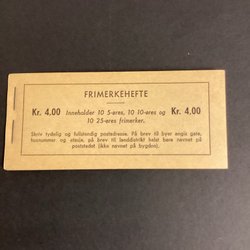 FRIMERKEHEFTE
Kr. 4,00 Inneholder 10 5-øres, 10 10-øres og Kr. 4,00
10 25-øres frimerker.
Skriv tydelig og fullstendig postadresse. På brev til byer angis gate,
husnummer og etasje, på brev til landdistrikt helst bare navnet på
poststedet (ikke navnet på bygden).